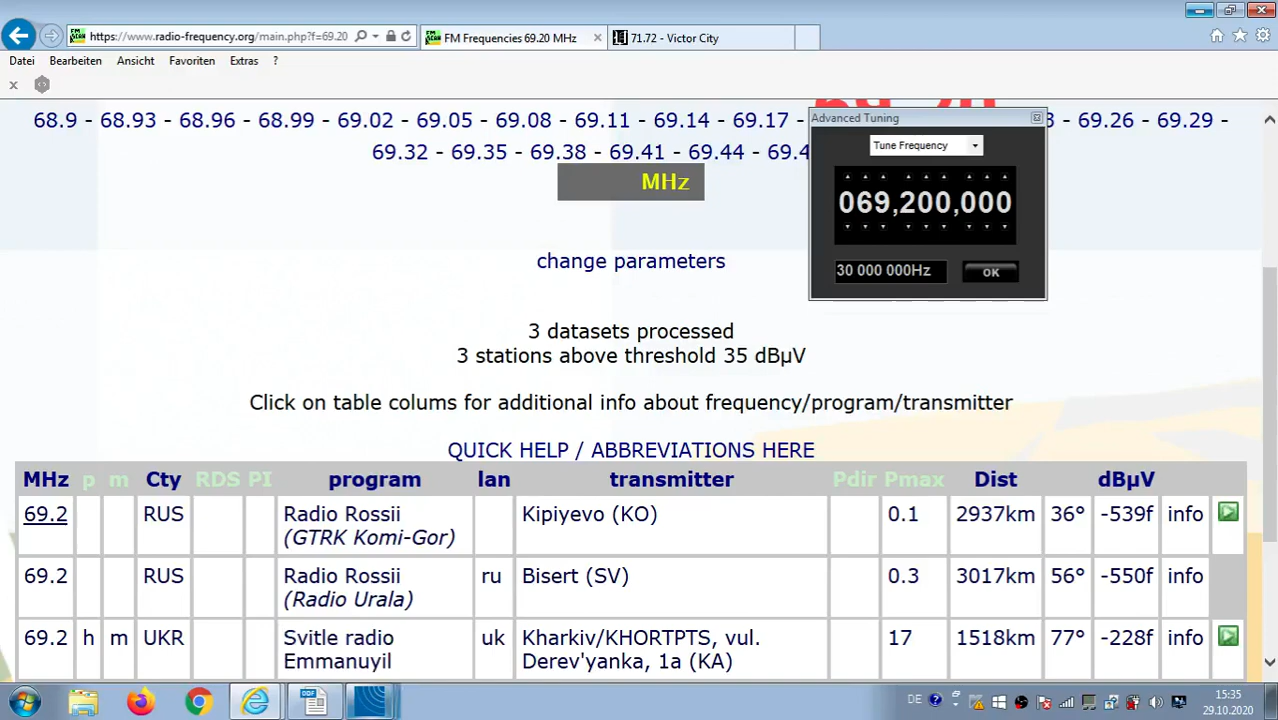 https://www.radio-frequency.org/main.php?f=69.20
FM Frequencies 69.20 MHz
71.72 - Victor City
Datei Bearbeiten Ansicht Favoriten Extras ?
x
68.9 - 68.93 - 68.96 - 68.99 - 69.02 - 69.05 - 69.08 - 69.11 - 69.14 - 69.17 - 69.26 - 69.29 -
69.32 - 69.35 - 69.38 - 69.41 - 69.44 -
MHz
Advanced Tuning
Tune Frequency
069,200,000
30 000 000Hz OK
change parameters
3 datasets processed
3 stations above threshold 35 dBµV
Click on table colums for additional info about frequency/program/transmitter
QUICK HELP / ABBREVIATIONS HERE
MHz p m Cty RDS PI program lan transmitter Pdir Pmax Dist dBµV
69.2 RUS Radio Rossii Kipiyevo (KO) 0.1 2937km 36° -539f info
(GTRK Komi-Gor)
69.2 RUS Radio Rossii ru Bisert (SV) 0.3 3017km 56° -550f info
(Radio Urala)
69.2 h m UKR Svitle radio uk Kharkiv/KHORTPTS, vul. 17 1518km 77° -228f info
Emmanuyil Derev'yanka, 1a (KA)
DE
15:35
29.10.2020